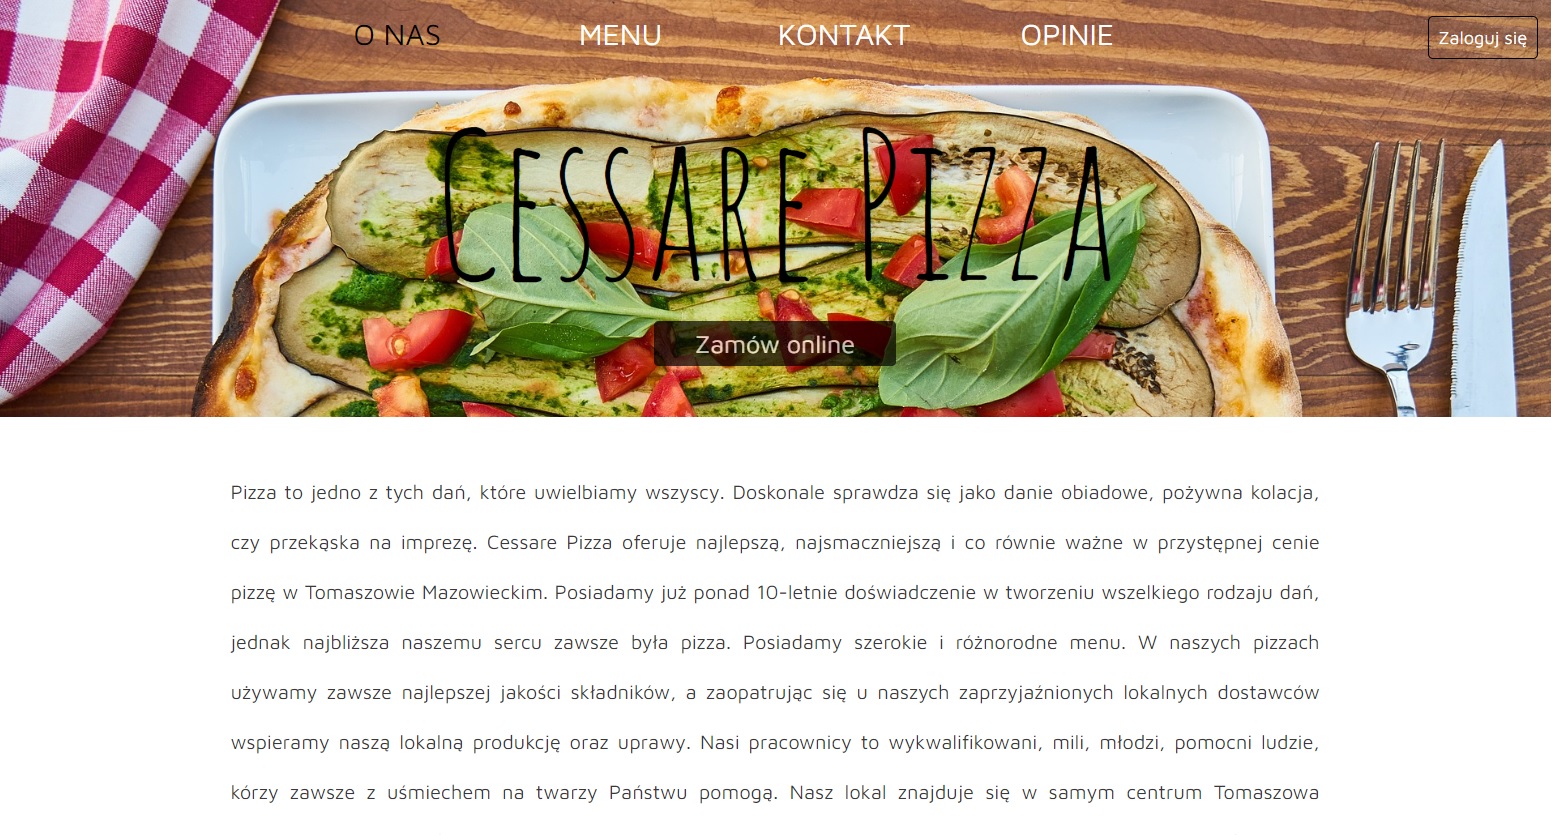 O NAS MENU KONTAKT OPINIE Zaloguj się
CESSARE PIZZA
Zamów online
Pizza to jedno z tych dań, które uwielbiamy wszyscy. Doskonale sprawdza się jako danie obiadowe, pożywna kolacja,
czy przekąska na imprezę. Cessare Pizza oferuje najlepszą, najsmaczniejszą i co równie ważne w przystępnej cenie
pizzę w Tomaszowie Mazowieckim. Posiadamy już ponad 10-letnie doświadczenie w tworzeniu wszelkiego rodzaju dań,
jednak najbliższa naszemu sercu zawsze była pizza. Posiadamy szerokie i różnorodne menu. W naszych pizzach
używamy zawsze najlepszej jakości składników, a zaopatrując się u naszych zaprzyjaźnionych lokalnych dostawców
wspieramy naszą lokalną produkcję oraz uprawy. Nasi pracownicy to wykwalifikowani, mili, młodzi, pomocni ludzie,
kórzy zawsze z uśmiechem na twarzy Państwu pomogą. Nasz lokal znajduje się w samym centrum Tomaszowa